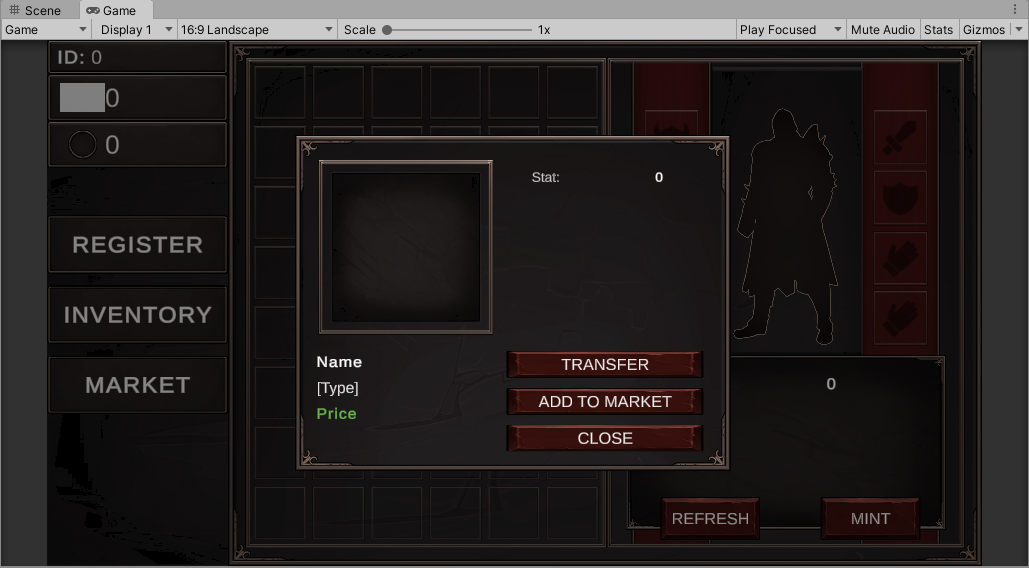 Scene
Game
Game
Display 1
16:9 Landscape
Scale
1x
Play Focused
Mute Audio
Stats
Gizmos
ID: 0
0
0
REGISTER
INVENTORY
MARKET
Stat: 0
Name
[Type]
Price
TRANSFER
ADD TO MARKET
CLOSE
0
REFRESH
MINT